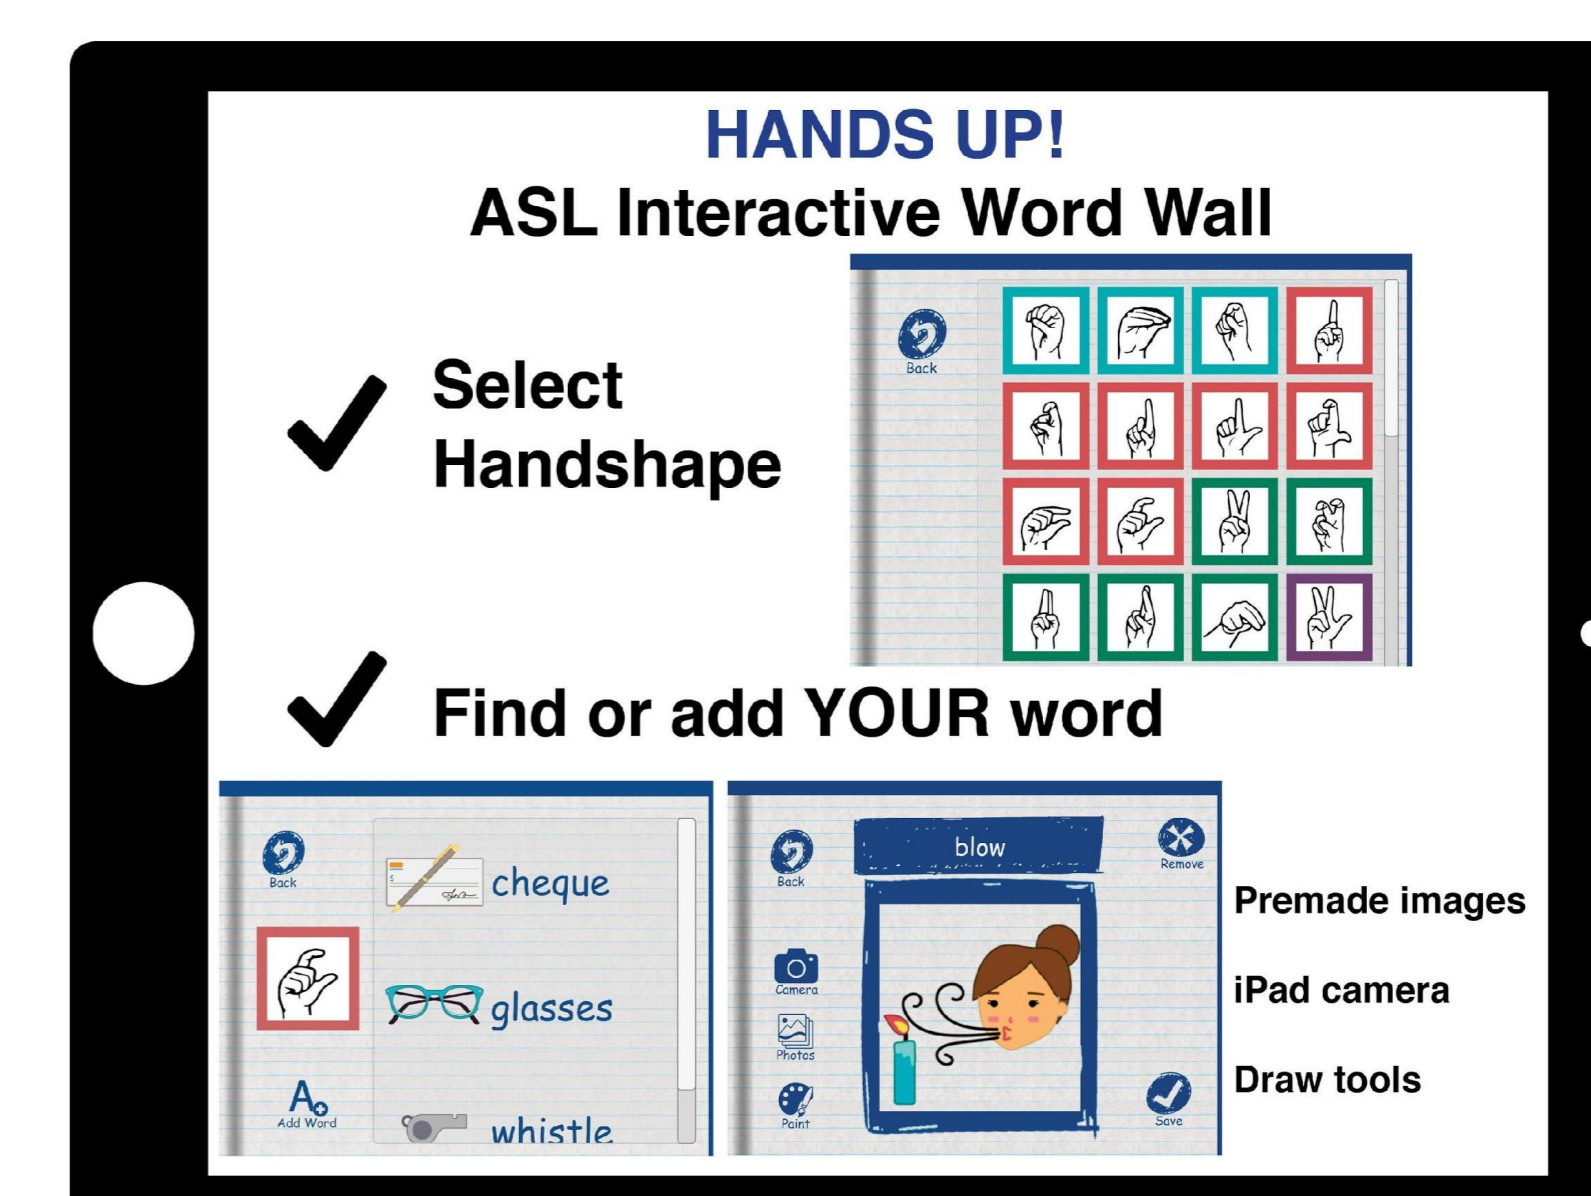 HANDS UP!
ASL Interactive Word Wall
Back
Select
Handshape
Find or add YOUR word
Back
cheque
glasses
Add Word
whistle
blow
Back
Remove
Camera
Photos
Paint
Save
Premade images
iPad camera
Draw tools